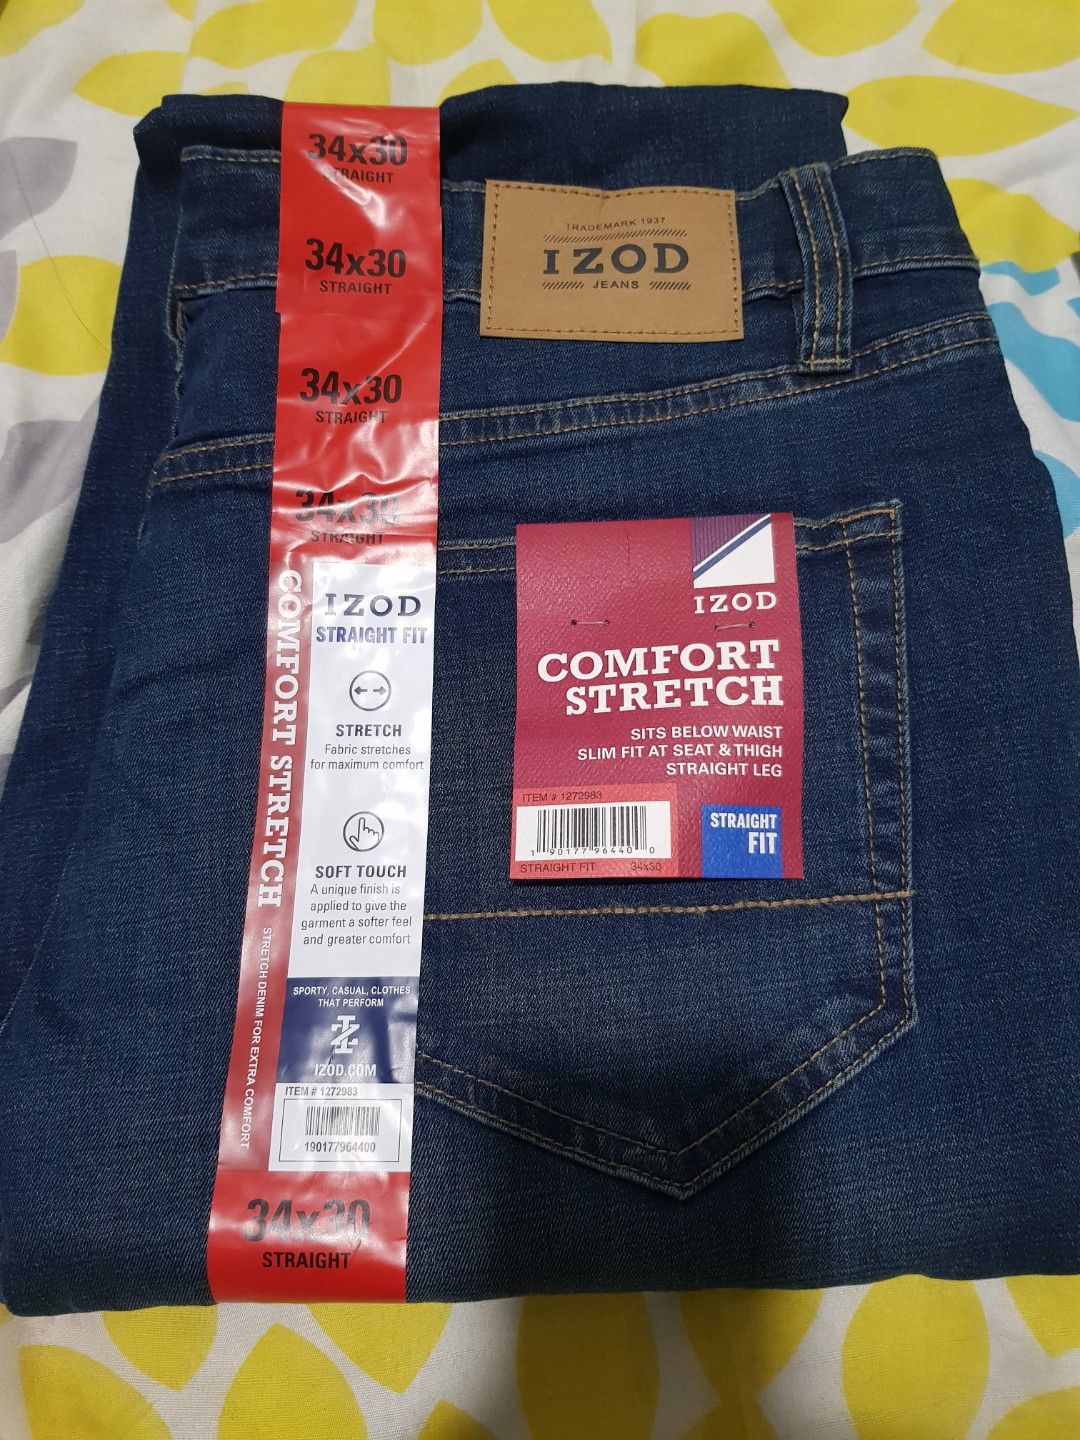 34x30
STRAIGHT
34x30
STRAIGHT
34x30
STRAIGHT
34x30
STRAIGHT
COMFORT STRETCH
STRETCH DENIM FOR EXTRA COMFORT
IZOD
STRAIGHT FIT
STRETCH
Fabric stretches
for maximum comfort
SOFT TOUCH
A unique finish is
applied to give the
garment a softer feel
and greater comfort
SPORTY, CASUAL, CLOTHES
THAT PERFORM
IZOD.COM
ITEM # 1272983
190177964400
34x30
STRAIGHT
TRADEMARK 1937
IZOD
JEANS
IZOD
COMFORT
STRETCH
SITS BELOW WAIST
SLIM FIT AT SEAT & THIGH
STRAIGHT LEG
ITEM # 1272983
1 90177 96440 0
STRAIGHT FIT 34x30
STRAIGHT
FIT